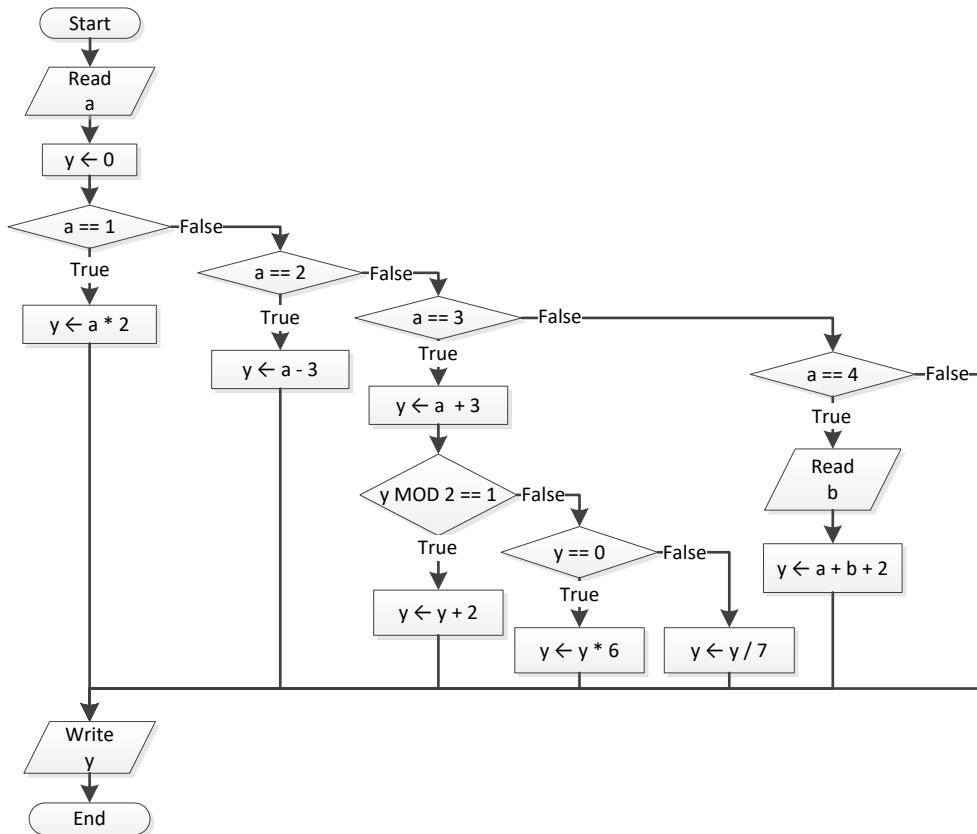 Start
Read
a
y ← 0
a == 1
False
True
a == 2
False
y ← a * 2
True
a == 3
False
y ← a - 3
True
a == 4
False
y ← a + 3
True
Read
b
y MOD 2 == 1
False
True
y == 0
False
y ← a + b + 2
True
y ← y + 2
y ← y * 6
y ← y / 7
Write
y
End